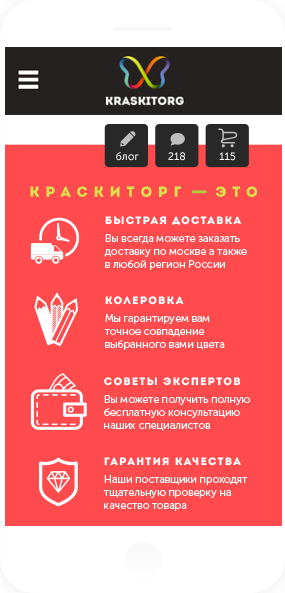 KRASKITORG
блог
218
115
КРАСКИТОРГ — ЭТО
БЫСТРАЯ ДОСТАВКА
Вы всегда можете заказать
доставку по москве а также
в любой регион России
КОЛЕРОВКА
Мы гарантируем вам
точное совпадение
выбранного вами цвета
СОВЕТЫ ЭКСПЕРТОВ
Вы можете получить полную
бесплатную консультацию
наших специалистов
ГАРАНТИЯ КАЧЕСТВА
Наши поставщики проходят
тщательную проверку на
качество товара